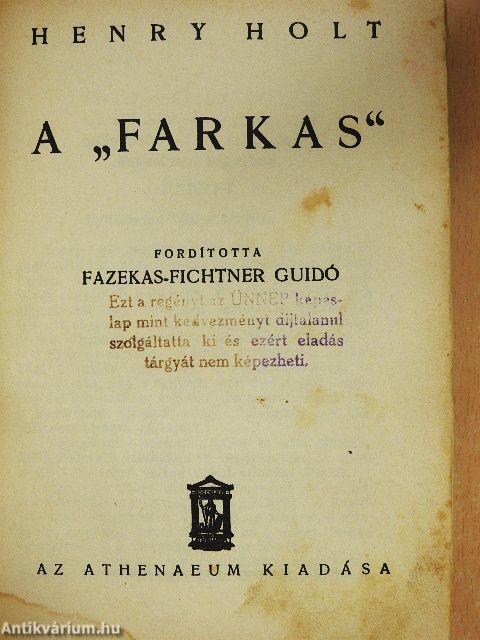 HENRY HOLT
A „FARKAS“
FORDÍTOTTA
FAZEKAS-FICHTNER GUIDÓ
Ezt a regényt az ÜNNEP képes-
lap mint kedvezményt díjtalanul
szolgáltatta ki és ezért eladás
tárgyát nem képezheti.
AZ ATHENAEUM KIADÁSA
Antikvárium.hu